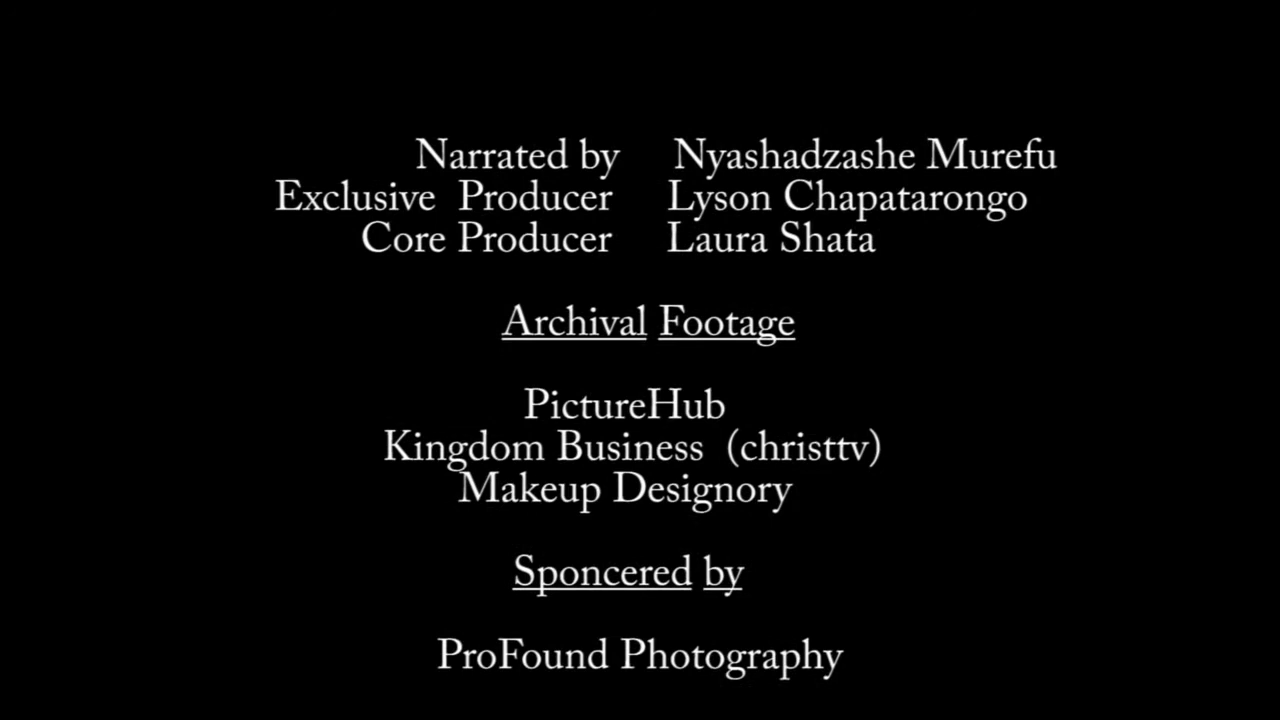 Narrated by Nyashadzashe Murefu
Exclusive Producer Lyson Chapatarongo
Core Producer Laura Shata
Archival Footage
PictureHub
Kingdom Business (christtv)
Makeup Designory
Sponcered by
ProFound Photography